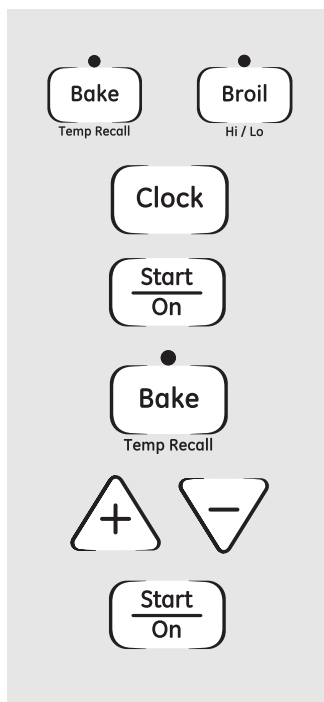 Bake Broil
Temp Recall Hi / Lo
Clock
Start
On
Bake
Temp Recall
+ −
Start
On